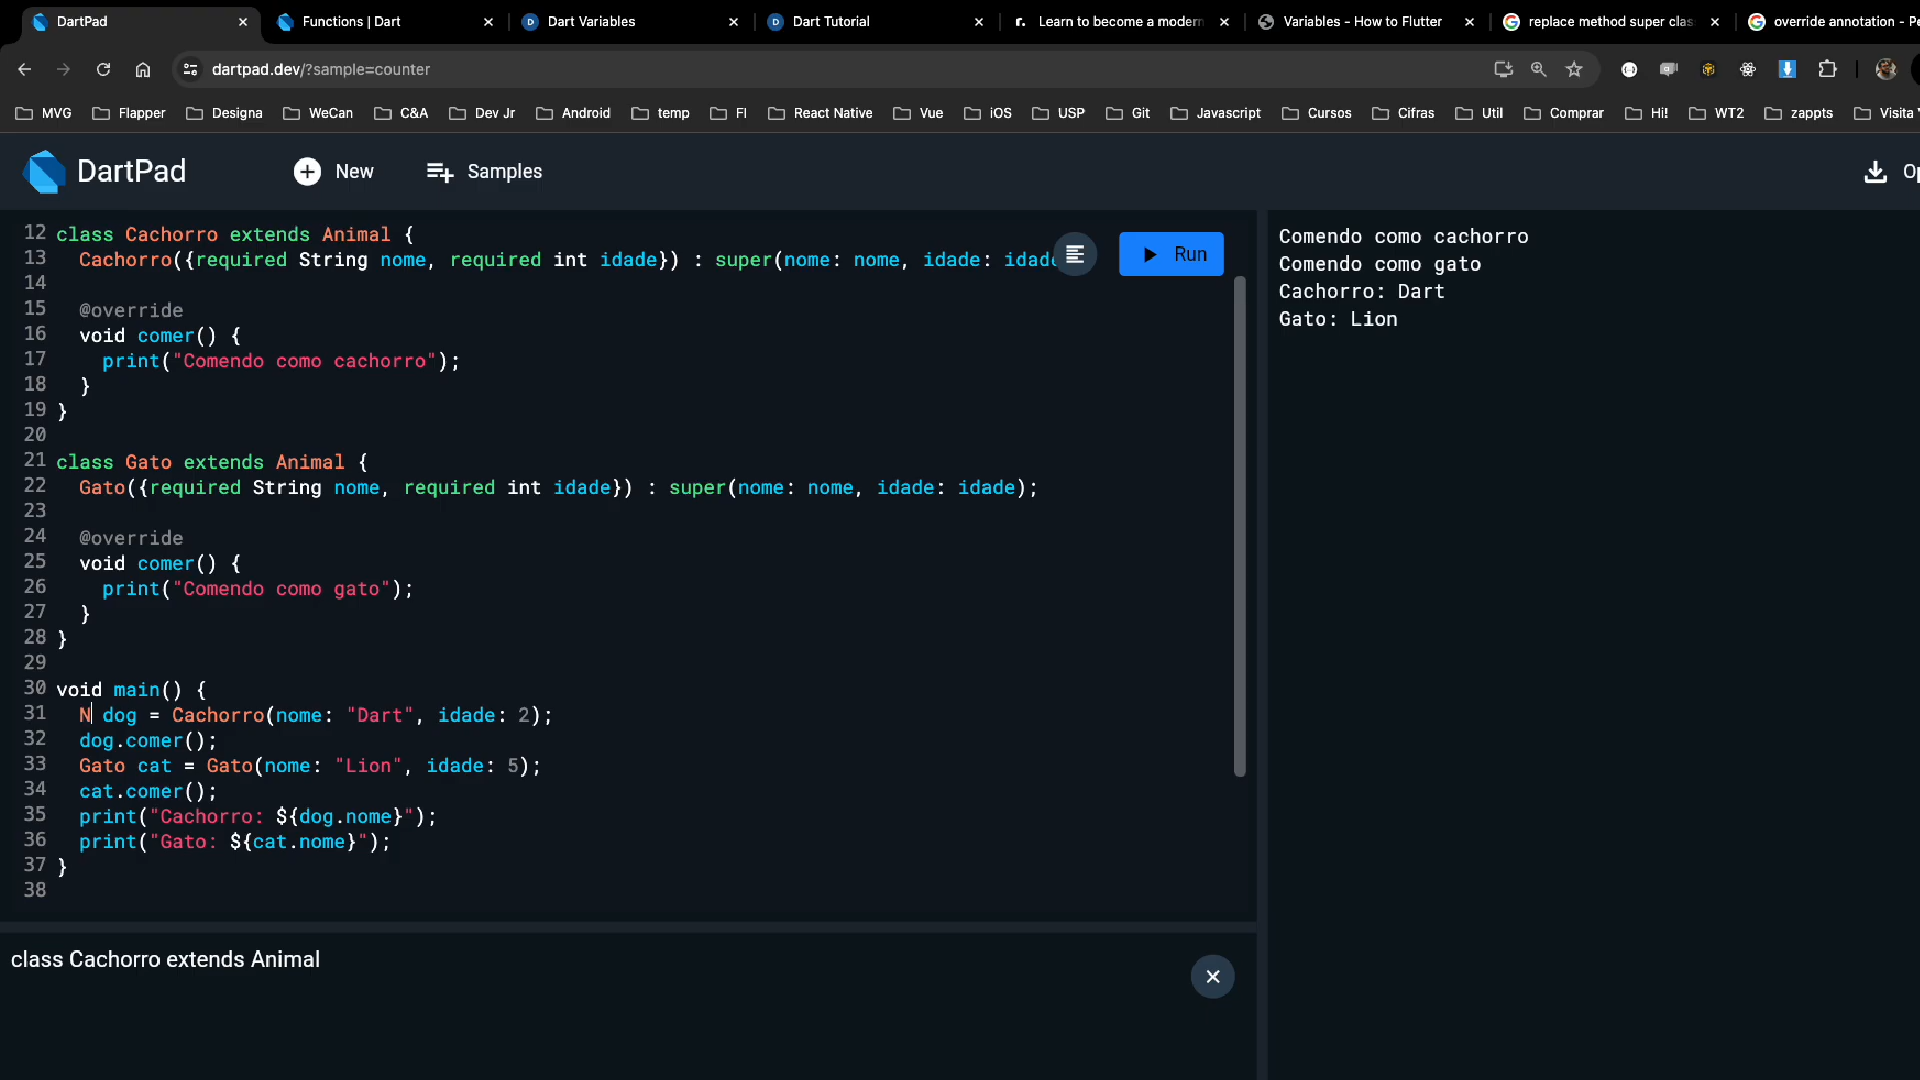 DartPad
Functions | Dart
Dart Variables
Dart Tutorial
Learn to become a modern
Variables - How to Flutter
replace method super clas
override annotation - Pe
dartpad.dev/?sample=counter
MVG
Flapper
Designa
WeCan
C&A
Dev Jr
Android
temp
FI
React Native
Vue
iOS
USP
Git
Javascript
Cursos
Cifras
Util
Comprar
Hi!
WT2
zappts
Visita
DartPad
New
Samples
Op
12 class Cachorro extends Animal {
13 Cachorro({required String nome, required int idade}) : super(nome: nome, idade: idade
14
15 @override
16 void comer() {
17 print("Comendo como cachorro");
18 }
19 }
20
21 class Gato extends Animal {
22 Gato({required String nome, required int idade}) : super(nome: nome, idade: idade);
23
24 @override
25 void comer() {
26 print("Comendo como gato");
27 }
28 }
29
30 void main() {
31 N dog = Cachorro(nome: "Dart", idade: 2);
32 dog.comer();
33 Gato cat = Gato(nome: "Lion", idade: 5);
34 cat.comer();
35 print("Cachorro: ${dog.nome}");
36 print("Gato: ${cat.nome}");
37 }
38
Run
Comendo como cachorro
Comendo como gato
Cachorro: Dart
Gato: Lion
class Cachorro extends Animal